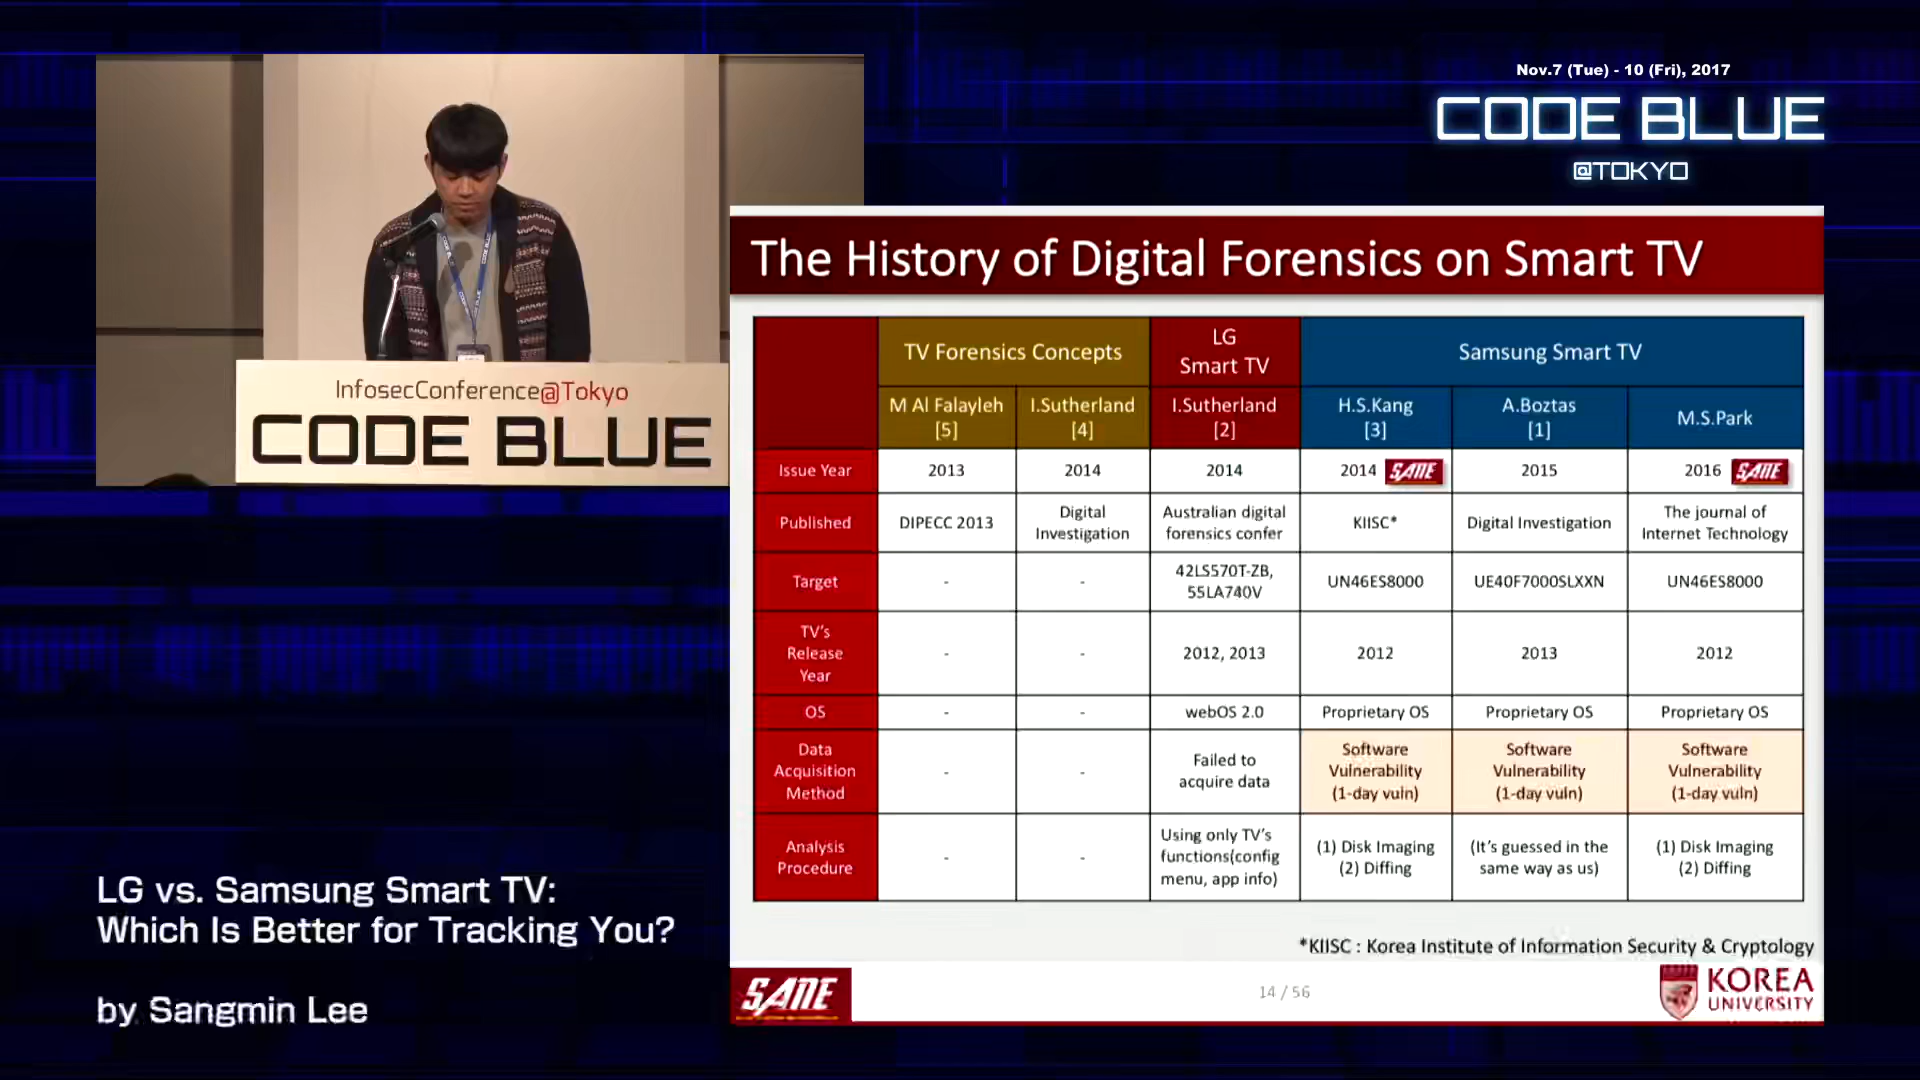 Nov.7 (Tue) - 10 (Fri), 2017
CODE BLUE
@TOKYO
InfosecConference@Tokyo
CODE BLUE
The History of Digital Forensics on Smart TV
TV Forensics Concepts
LG
Smart TV
Samsung Smart TV
M Al Falayleh
[5]
I.Sutherland
[4]
I.Sutherland
[2]
H.S.Kang
[3]
A.Boztas
[1]
M.S.Park
Issue Year
2013
2014
2014
2014 SANE
2015
2016 SANE
Published
DIPECC 2013
Digital
Investigation
Australian digital
forensics confer
KIISC*
Digital Investigation
The journal of
Internet Technology
Target
-
-
42LS570T-ZB,
55LA740V
UN46ES8000
UE40F7000SLXXN
UN46ES8000
TV's
Release
Year
-
-
2012, 2013
2012
2013
2012
OS
-
-
webOS 2.0
Proprietary OS
Proprietary OS
Proprietary OS
Data
Acquisition
Method
-
-
Failed to
acquire data
Software
Vulnerability
(1-day vuln)
Software
Vulnerability
(1-day vuln)
Software
Vulnerability
(1-day vuln)
Analysis
Procedure
-
-
Using only TV's
functions(config
menu, app info)
(1) Disk Imaging
(2) Diffing
(It's guessed in the
same way as us)
(1) Disk Imaging
(2) Diffing
*KIISC : Korea Institute of Information Security & Cryptology
SANE
14 / 56
KOREA
UNIVERSITY
LG vs. Samsung Smart TV:
Which Is Better for Tracking You?
by Sangmin Lee